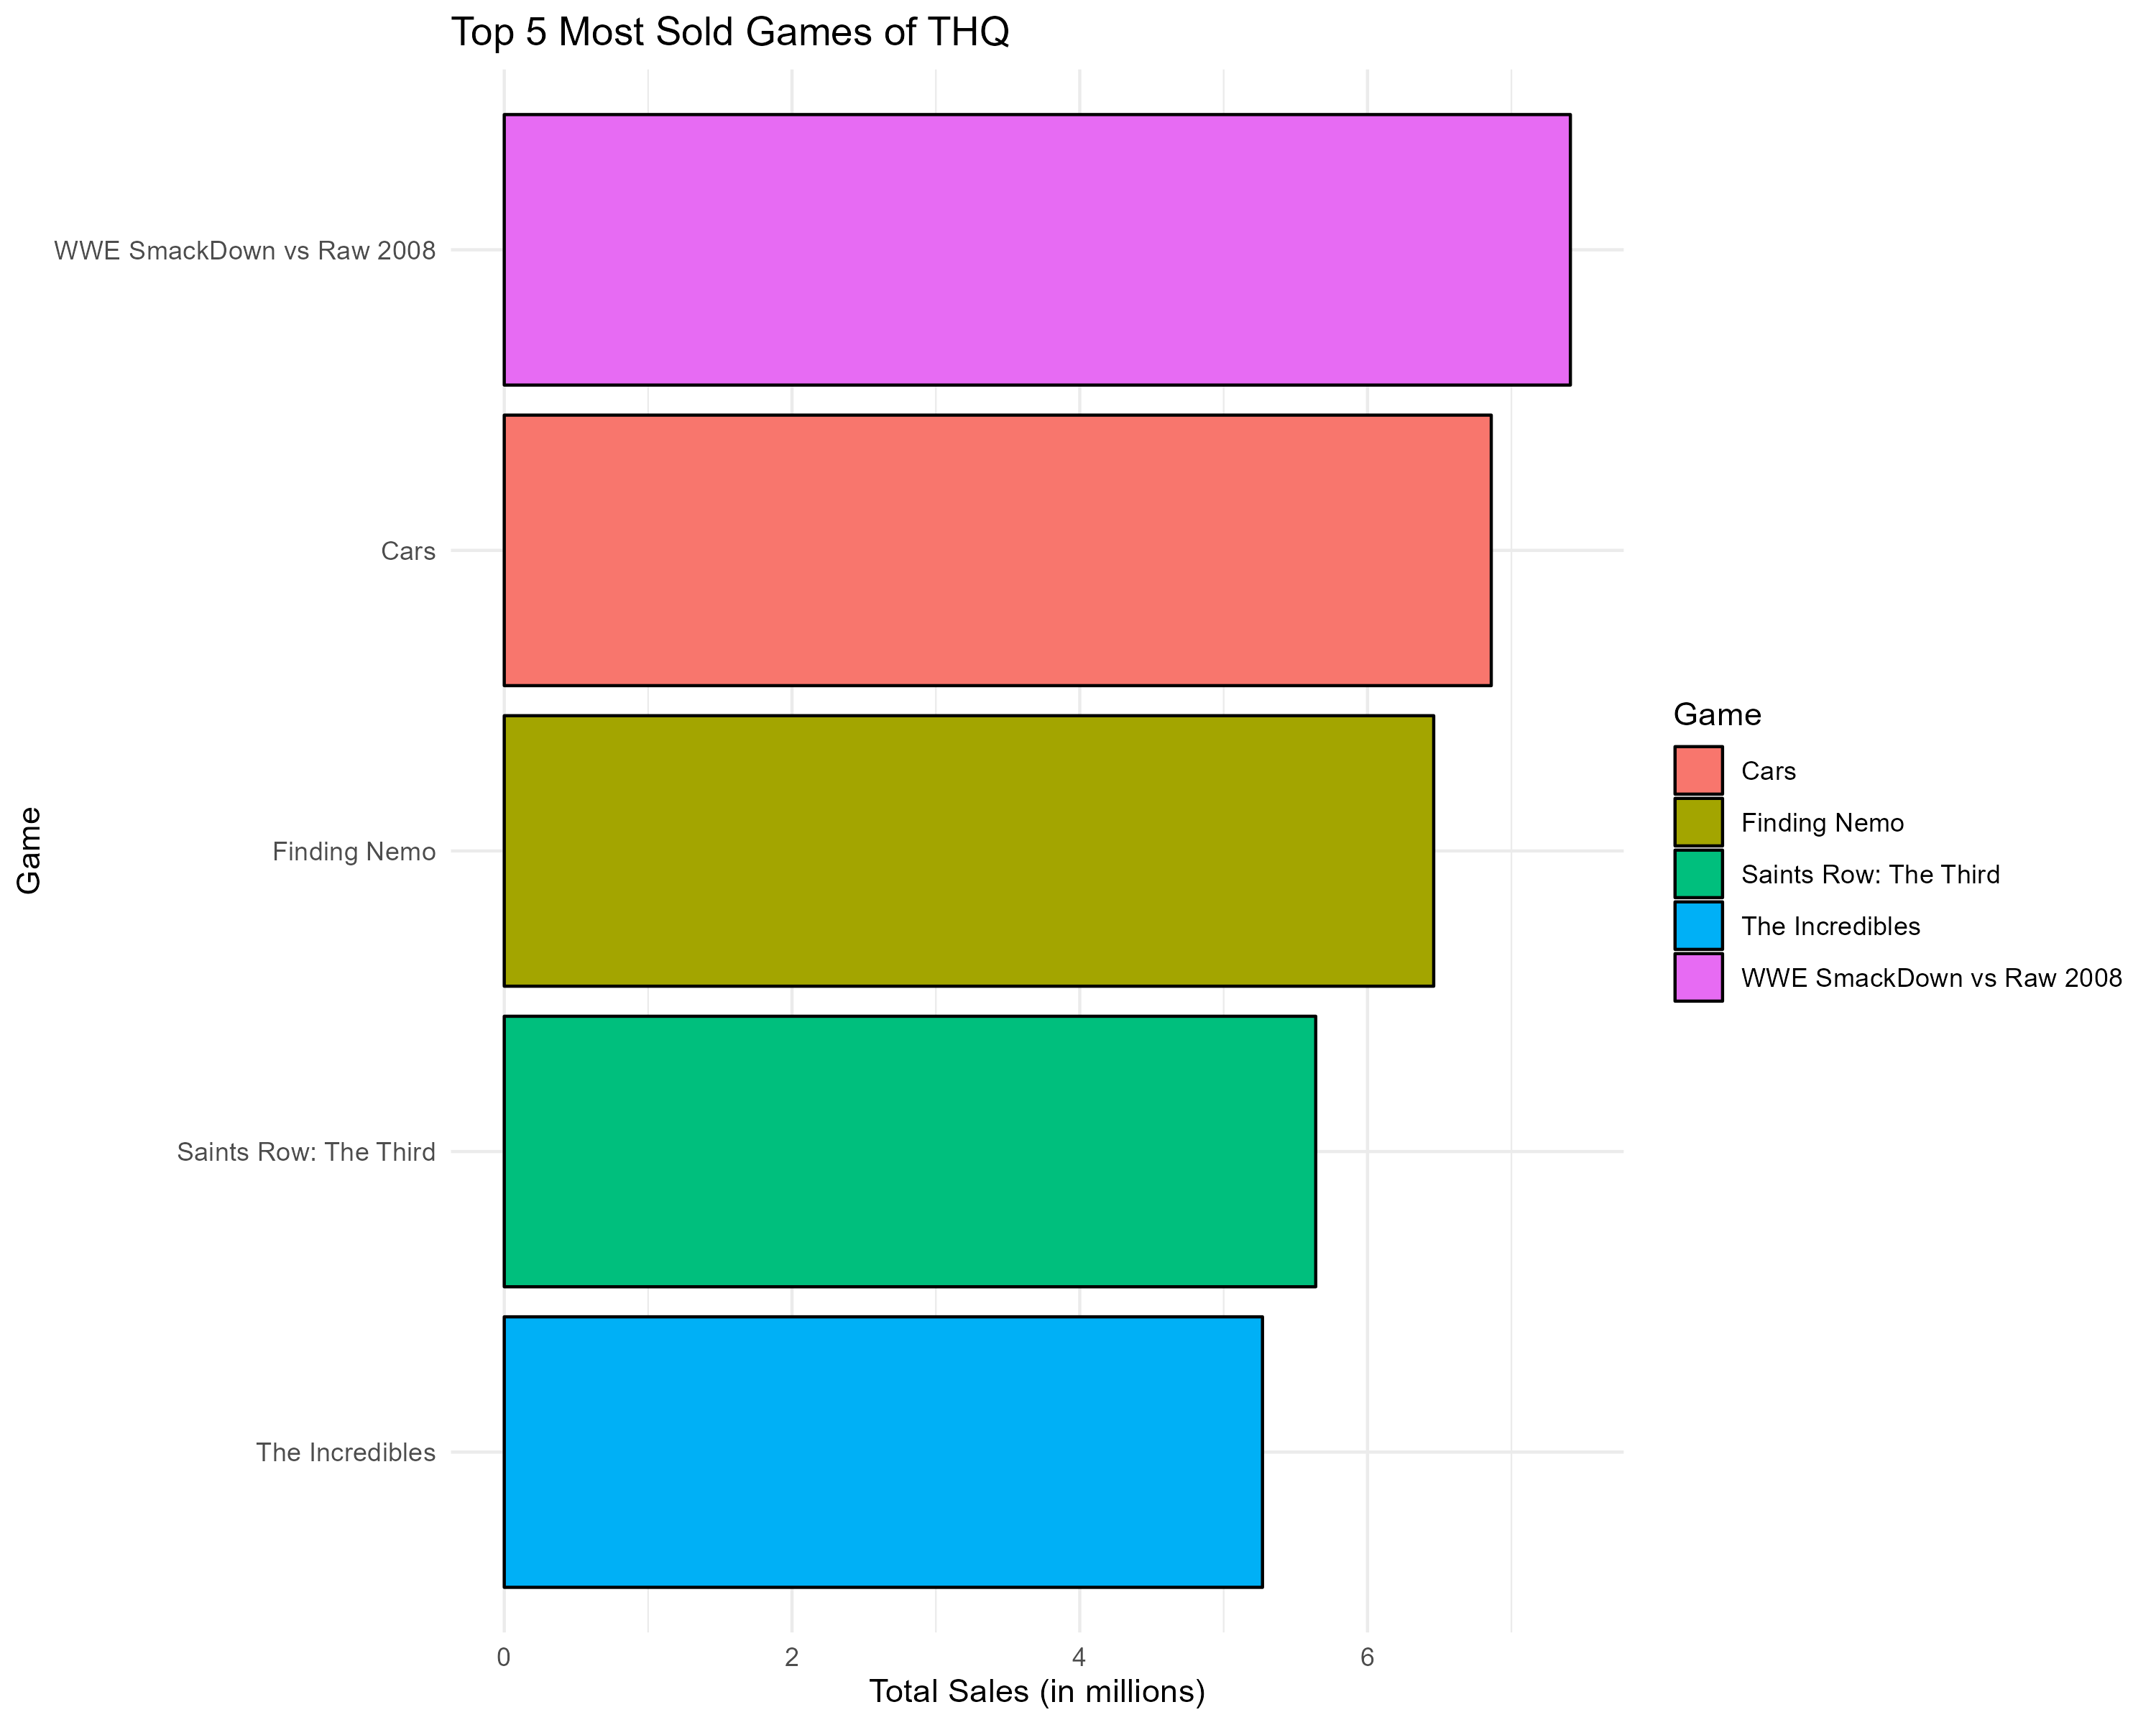 Top 5 Most Sold Games of THQ
WWE SmackDown vs Raw 2008
Cars
Finding Nemo
Saints Row: The Third
The Incredibles
Game
0 2 4 6
Total Sales (in millions)
Game
Cars
Finding Nemo
Saints Row: The Third
The Incredibles
WWE SmackDown vs Raw 2008